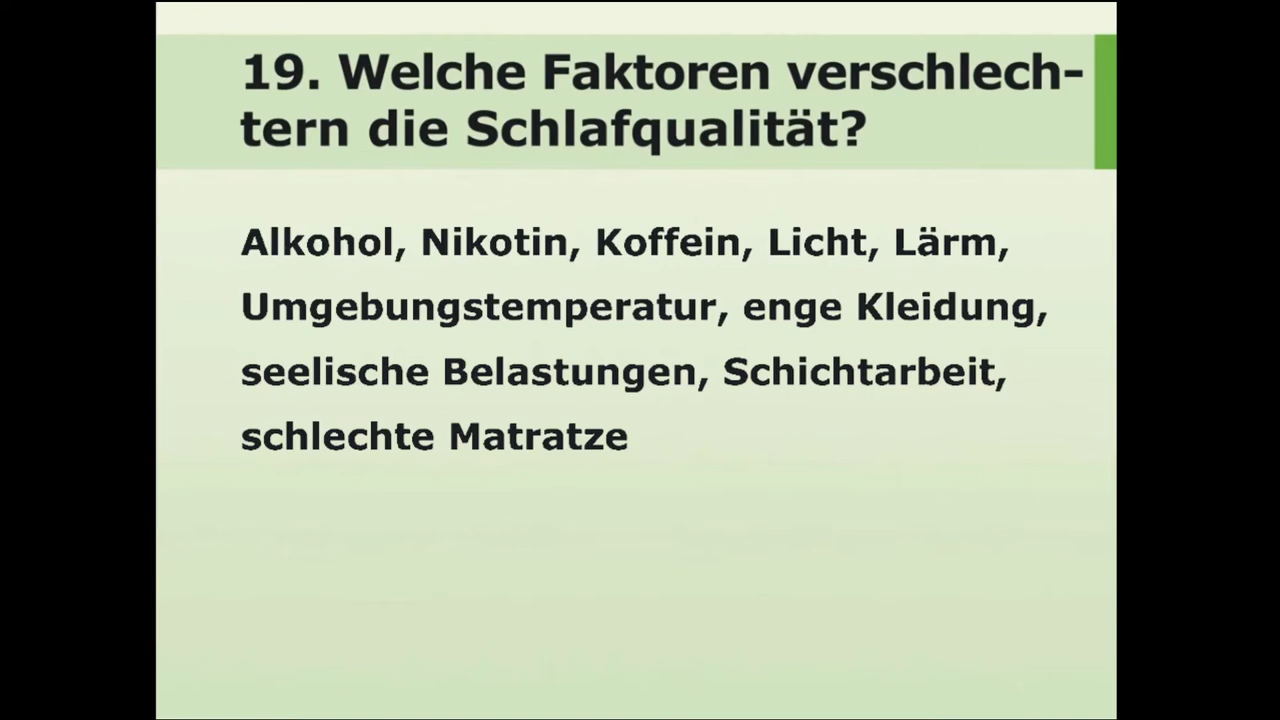 19. Welche Faktoren verschlech-
tern die Schlafqualität?
Alkohol, Nikotin, Koffein, Licht, Lärm,
Umgebungstemperatur, enge Kleidung,
seelische Belastungen, Schichtarbeit,
schlechte Matratze